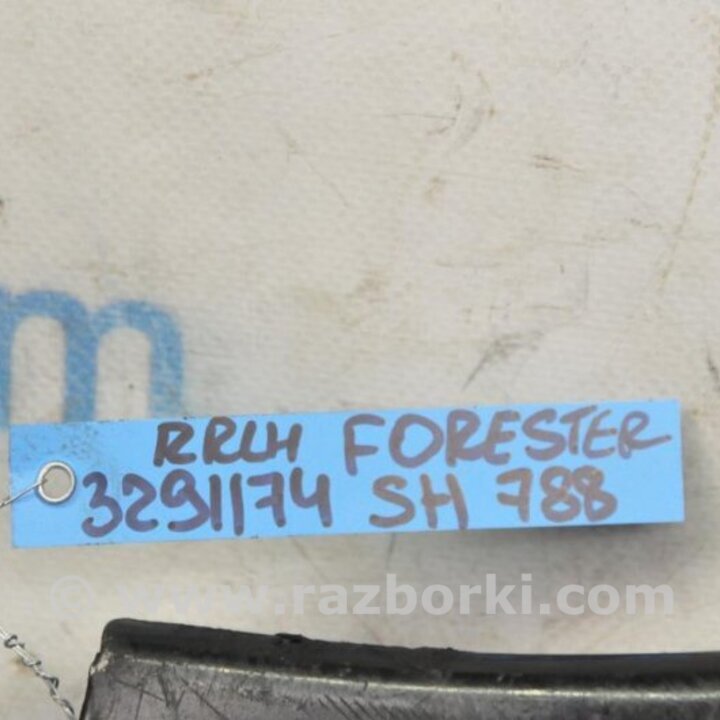 m
RRLH FORESTER
3291174 SH 788
© www.razborki.com